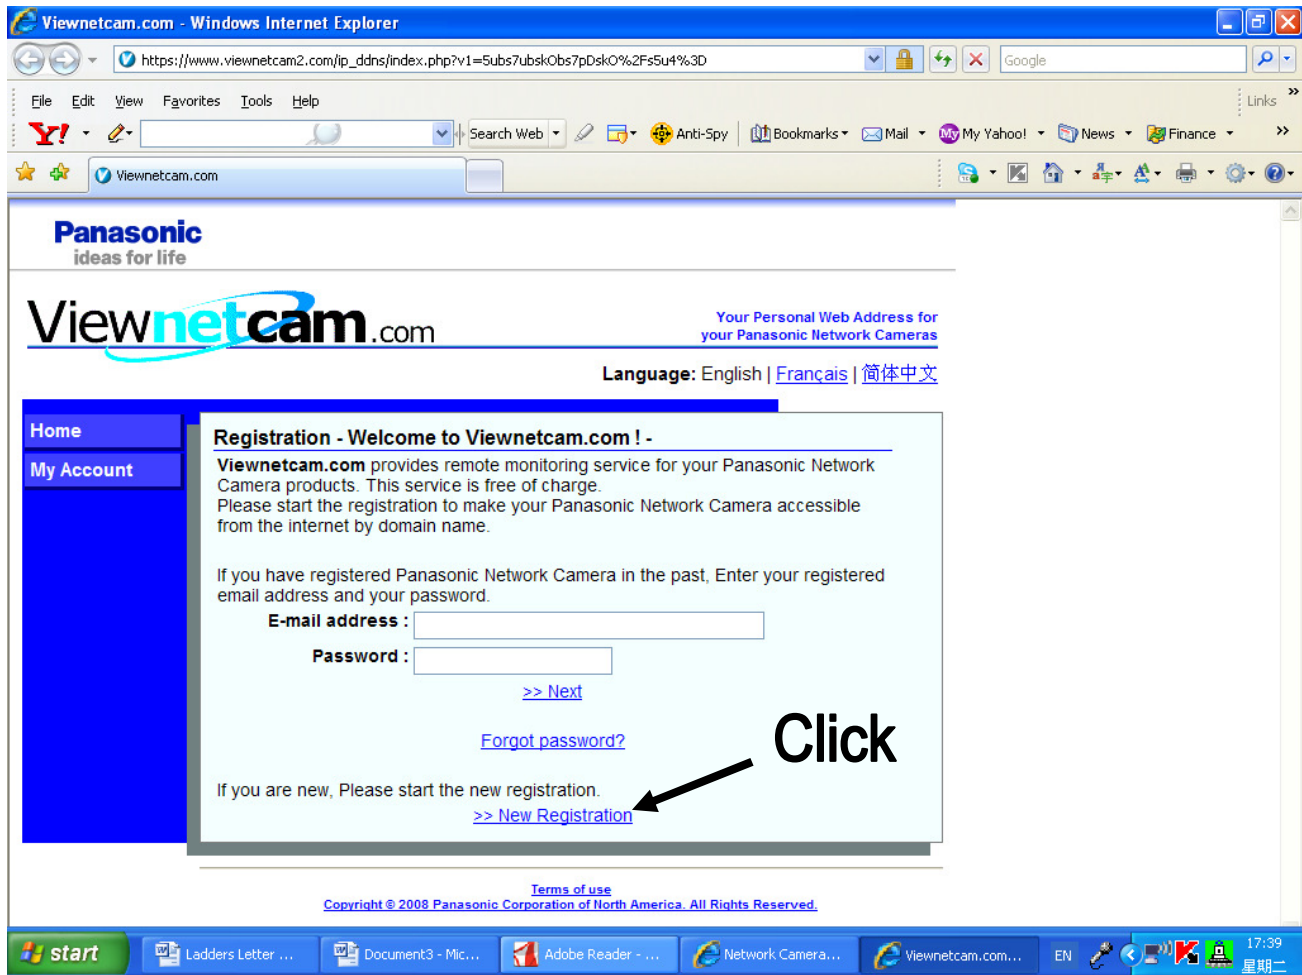 Viewnetcam.com - Windows Internet Explorer
https://www.viewnetcam2.com/ip_ddns/index.php?v1=5ubs7ubskObs7pDskO%2Fs5u4%3D
Google
File Edit View Favorites Tools Help
Links
Y! Search Web Anti-Spy Bookmarks Mail My My Yahoo! News Finance
Viewnetcam.com
Panasonic
ideas for life
Viewnetcam.com
Your Personal Web Address for
your Panasonic Network Cameras
Language: English | Français | 简体中文
Home
My Account
Registration - Welcome to Viewnetcam.com ! -
Viewnetcam.com provides remote monitoring service for your Panasonic Network
Camera products. This service is free of charge.
Please start the registration to make your Panasonic Network Camera accessible
from the internet by domain name.
If you have registered Panasonic Network Camera in the past, Enter your registered
email address and your password.
E-mail address :
Password :
>> Next
Forgot password?
Click
If you are new, Please start the new registration.
>> New Registration
Terms of use
Copyright © 2008 Panasonic Corporation of North America. All Rights Reserved.
start Ladders Letter ... Document3 - Mic... Adobe Reader - ... Network Camera... Viewnetcam.com... EN 17:39
星期二